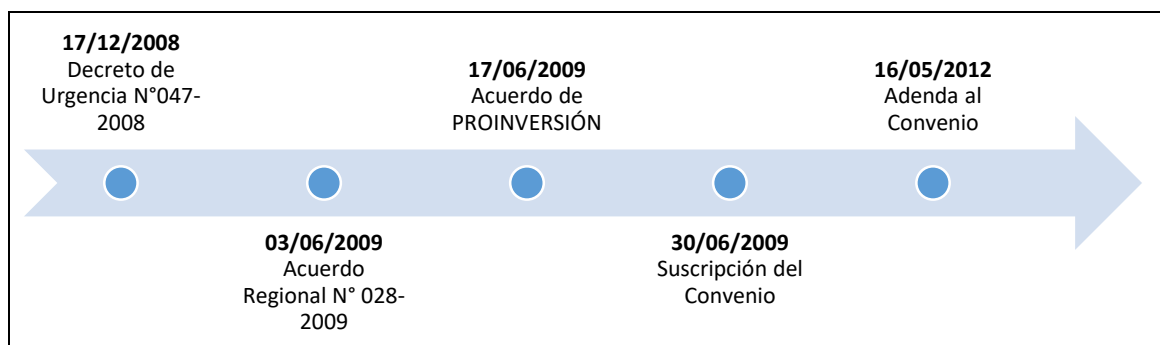 17/12/2008
Decreto de
Urgencia N°047-
2008
03/06/2009
Acuerdo
Regional N° 028-
2009
17/06/2009
Acuerdo de
PROINVERSIÓN
30/06/2009
Suscripción del
Convenio
16/05/2012
Adenda al
Convenio